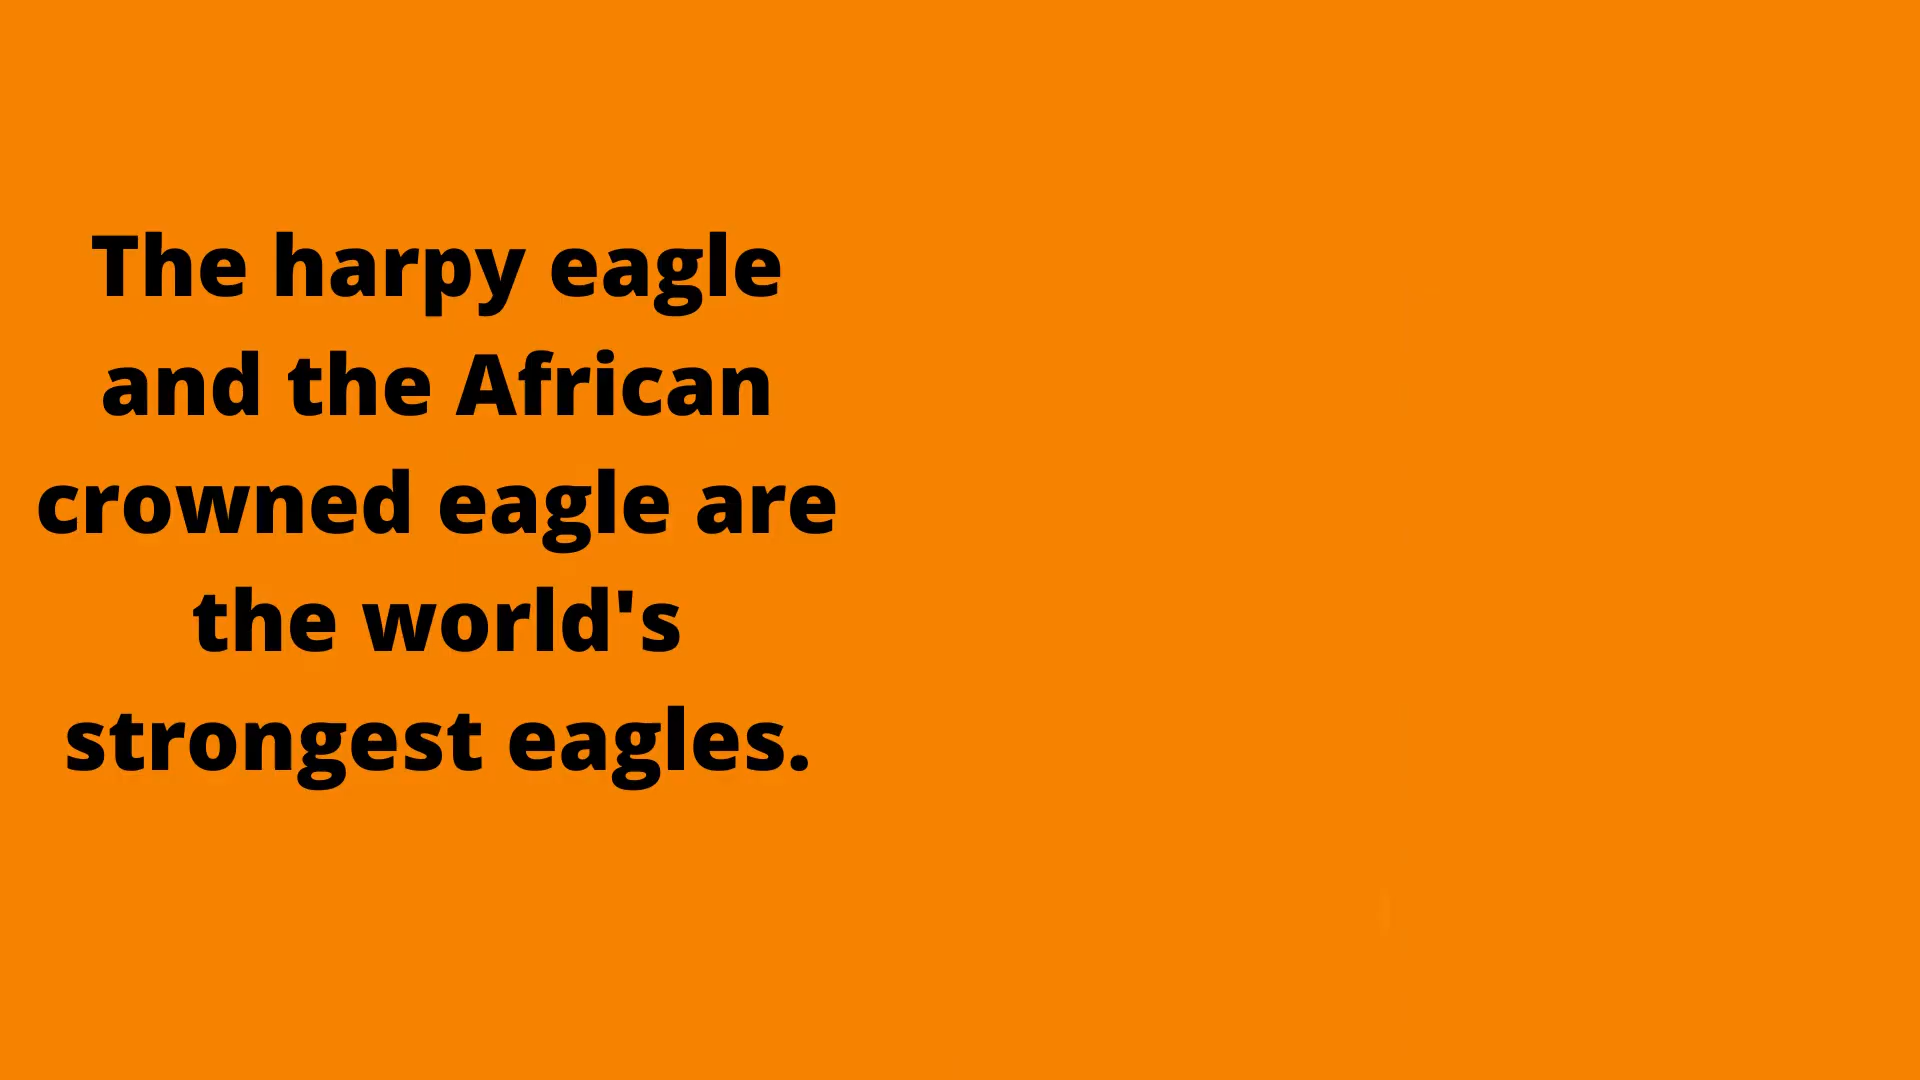 The harpy eagle
and the African
crowned eagle are
the world's
strongest eagles.